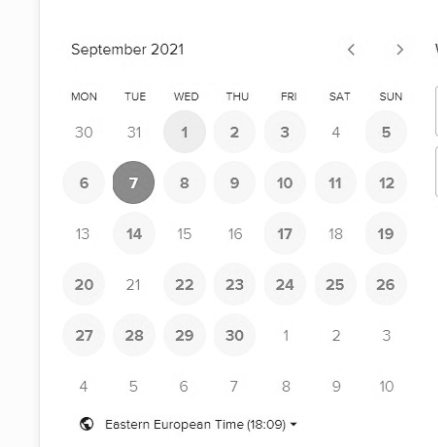 September 2021
MON TUE WED THU FRI SAT SUN
30 31 1 2 3 4 5
6 7 8 9 10 11 12
13 14 15 16 17 18 19
20 21 22 23 24 25 26
27 28 29 30 1 2 3
4 5 6 7 8 9 10
Eastern European Time (18:09)